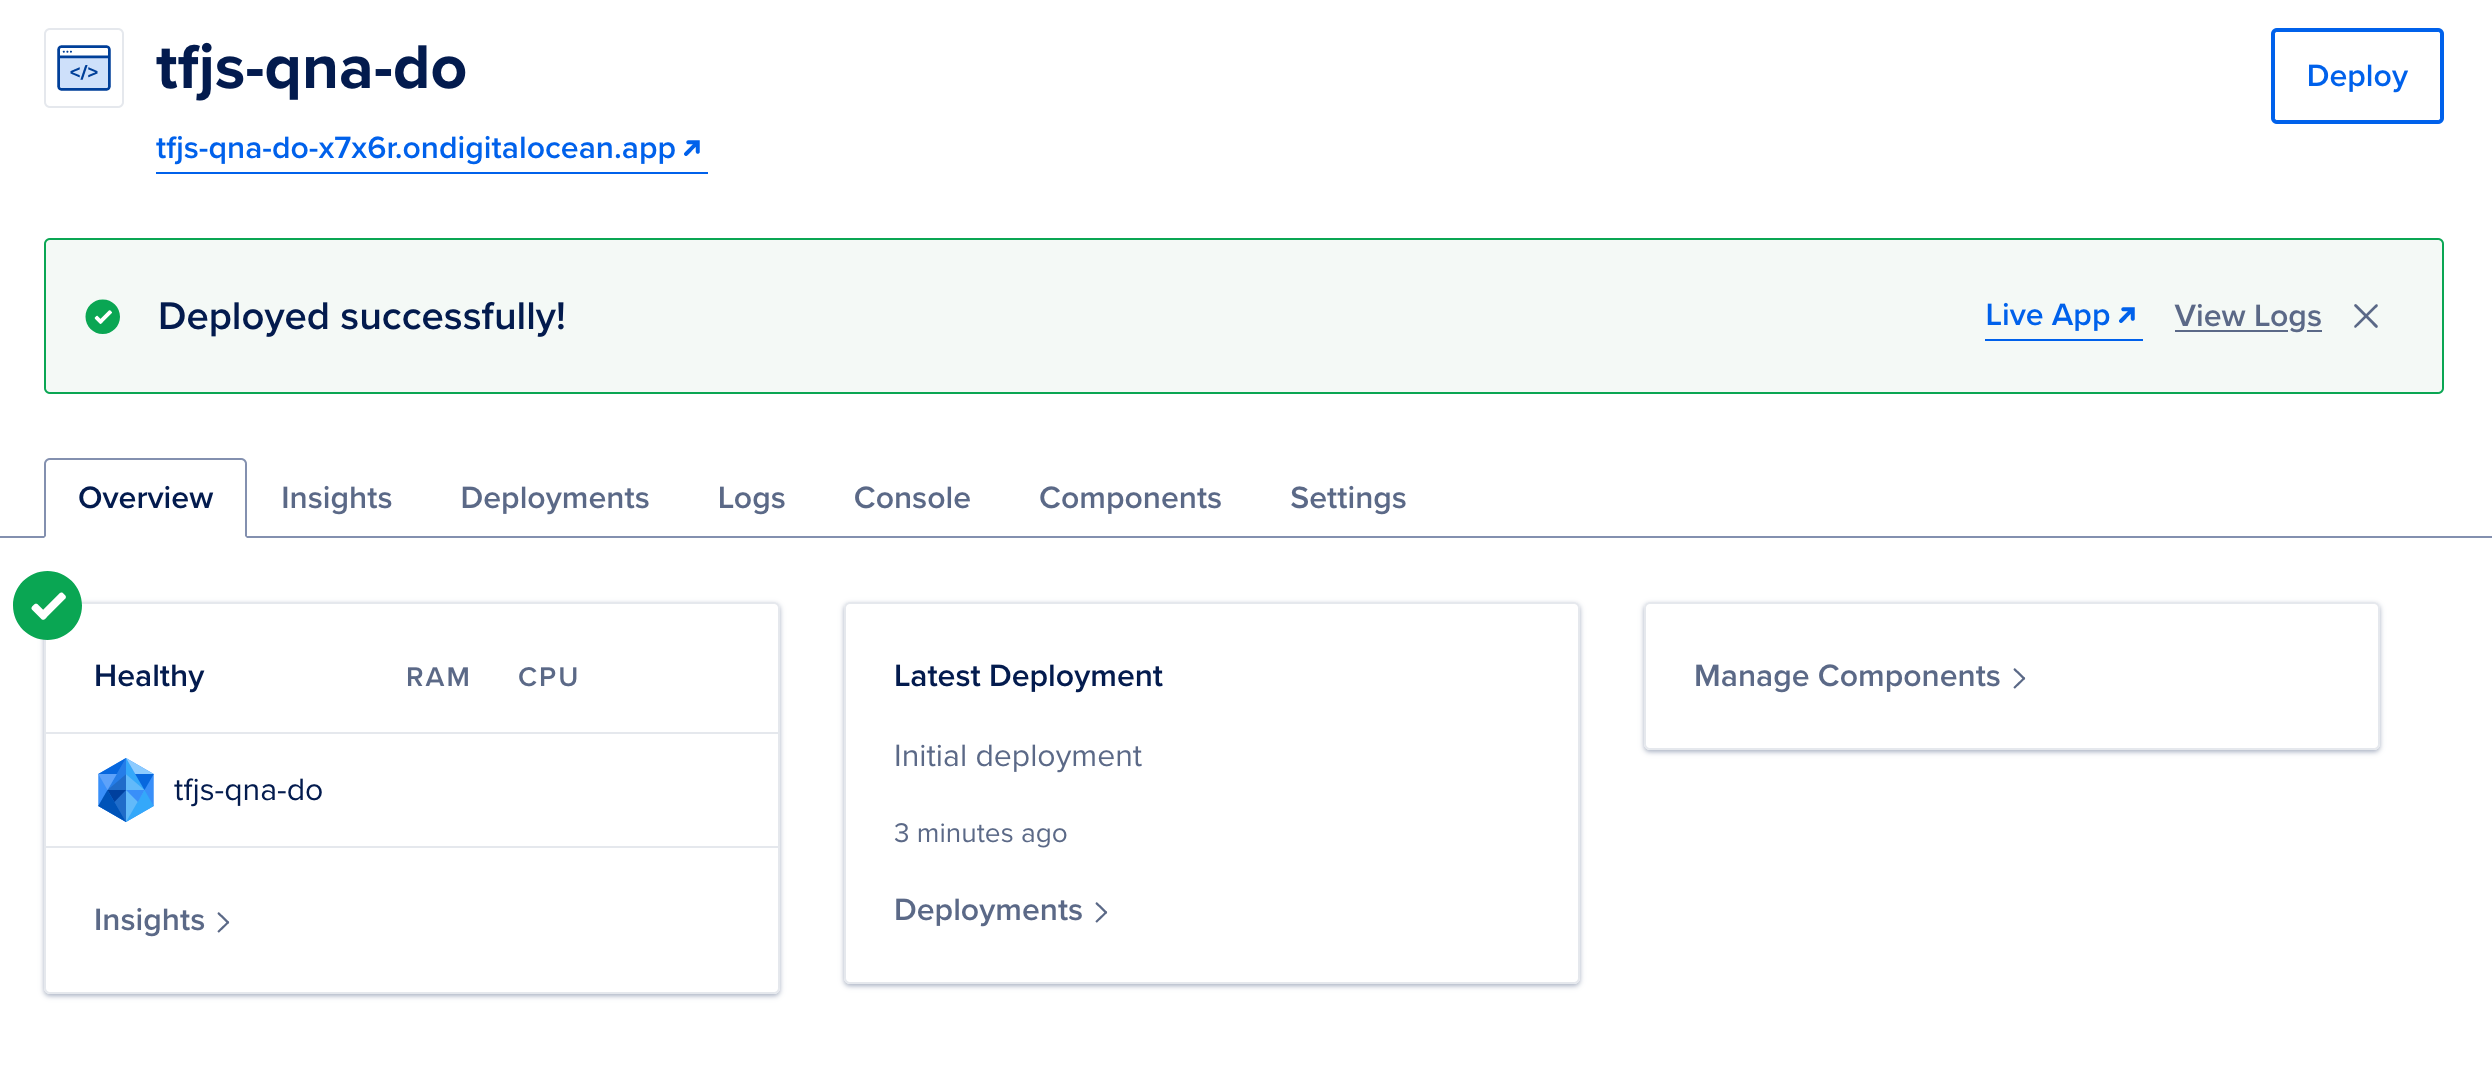 </>
tfjs-qna-do
tfjs-qna-do-x7x6r.ondigitalocean.app
Deploy
Deployed successfully!
Live App
View Logs
Overview Insights Deployments Logs Console Components Settings
Healthy RAM CPU
tfjs-qna-do
Insights
Latest Deployment
Initial deployment
3 minutes ago
Deployments
Manage Components